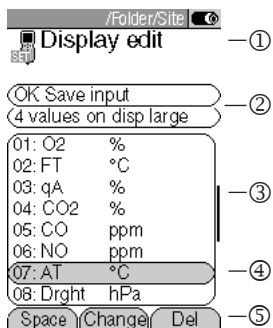 /Folder/Site
SET
Display edit
①
OK Save input
4 values on disp large
②
01: O2 %
02: FT °C
03: qA %
04: CO2 %
05: CO ppm
06: NO ppm
07: AT °C
08: Drght hPa
③
④
Space Change Del
⑤